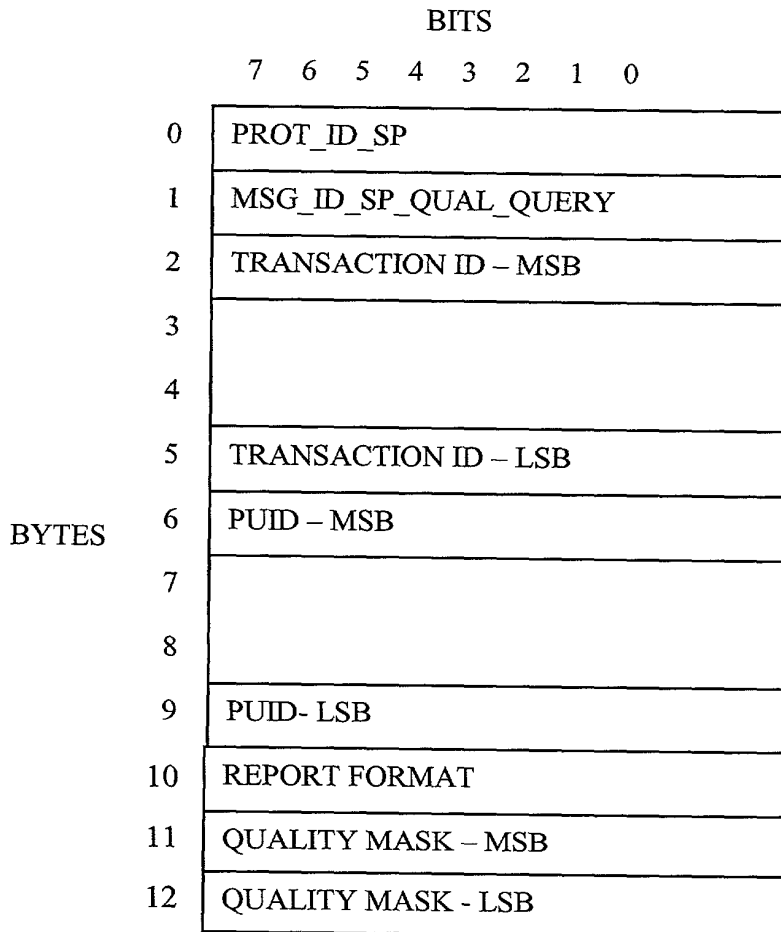 BITS
7 6 5 4 3 2 1 0
0 PROT_ID_SP
1 MSG_ID_SP_QUAL_QUERY
2 TRANSACTION ID – MSB
3
4
5 TRANSACTION ID – LSB
BYTES 6 PUID – MSB
7
8
9 PUID- LSB
10 REPORT FORMAT
11 QUALITY MASK – MSB
12 QUALITY MASK - LSB